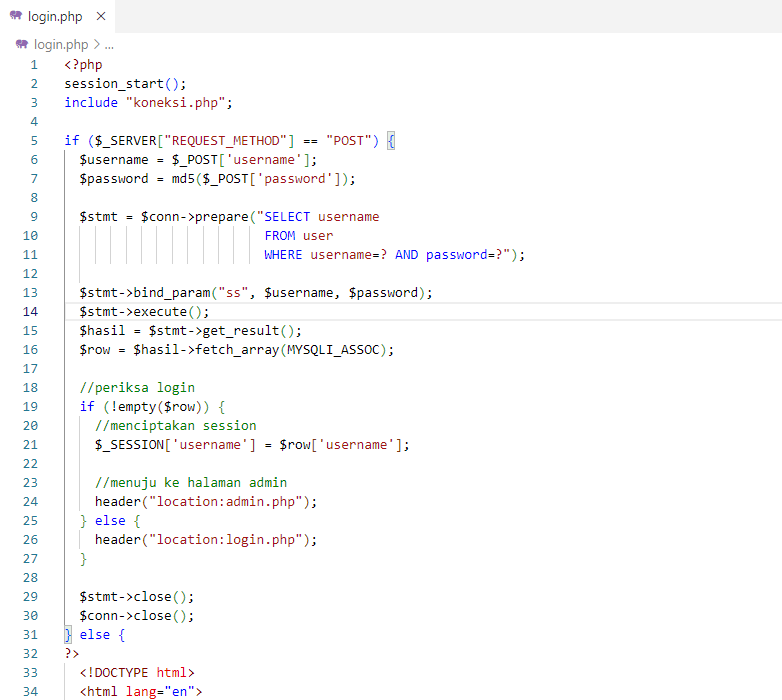 login.php ×
login.php > ...
1 <?php
2 session_start();
3 include "koneksi.php";
4
5 if ($_SERVER["REQUEST_METHOD"] == "POST") {
6 $username = $_POST['username'];
7 $password = md5($_POST['password']);
8
9 $stmt = $conn->prepare("SELECT username
10 FROM user
11 WHERE username=? AND password=?");
12
13 $stmt->bind_param("ss", $username, $password);
14 $stmt->execute();
15 $hasil = $stmt->get_result();
16 $row = $hasil->fetch_array(MYSQLI_ASSOC);
17
18 //periksa login
19 if (!empty($row)) {
20 //menciptakan session
21 $_SESSION['username'] = $row['username'];
22
23 //menuju ke halaman admin
24 header("location:admin.php");
25 } else {
26 header("location:login.php");
27 }
28
29 $stmt->close();
30 $conn->close();
31 } else {
32 ?>
33 <!DOCTYPE html>
34 <html lang="en">